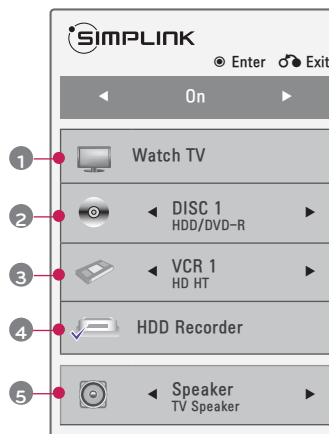 SIMPLINK
Enter Exit
On
1 Watch TV
2 DISC 1
HDD/DVD-R
3 VCR 1
HD HT
4 HDD Recorder
5 Speaker
TV Speaker